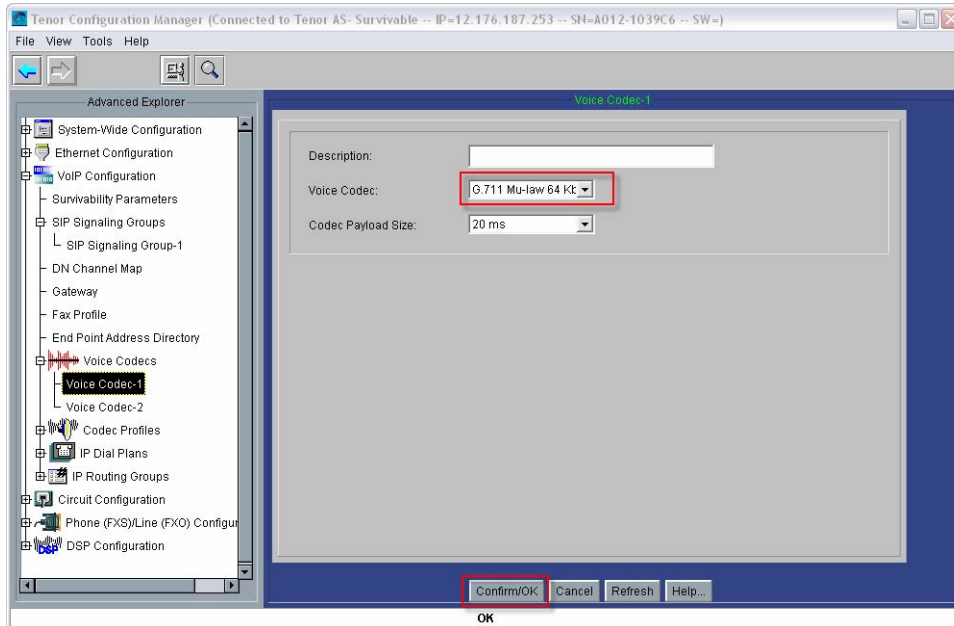 Tenor Configuration Manager (Connected to Tenor AS- Survivable -- IP=12.176.187.253 -- SN=A012-1039C6 -- SW=)
File View Tools Help
Advanced Explorer
System-Wide Configuration
Ethernet Configuration
VoIP Configuration
Survivability Parameters
SIP Signaling Groups
SIP Signaling Group-1
DN Channel Map
Gateway
Fax Profile
End Point Address Directory
Voice Codecs
Voice Codec-1
Voice Codec-2
Codec Profiles
IP Dial Plans
IP Routing Groups
Circuit Configuration
Phone (FXS)/Line (FXO) Configur
DSP Configuration
DSP
Voice Codec-1
Description:
Voice Codec: G.711 Mu-law 64 Kb
Codec Payload Size: 20 ms
Confirm/OK Cancel Refresh Help...
OK